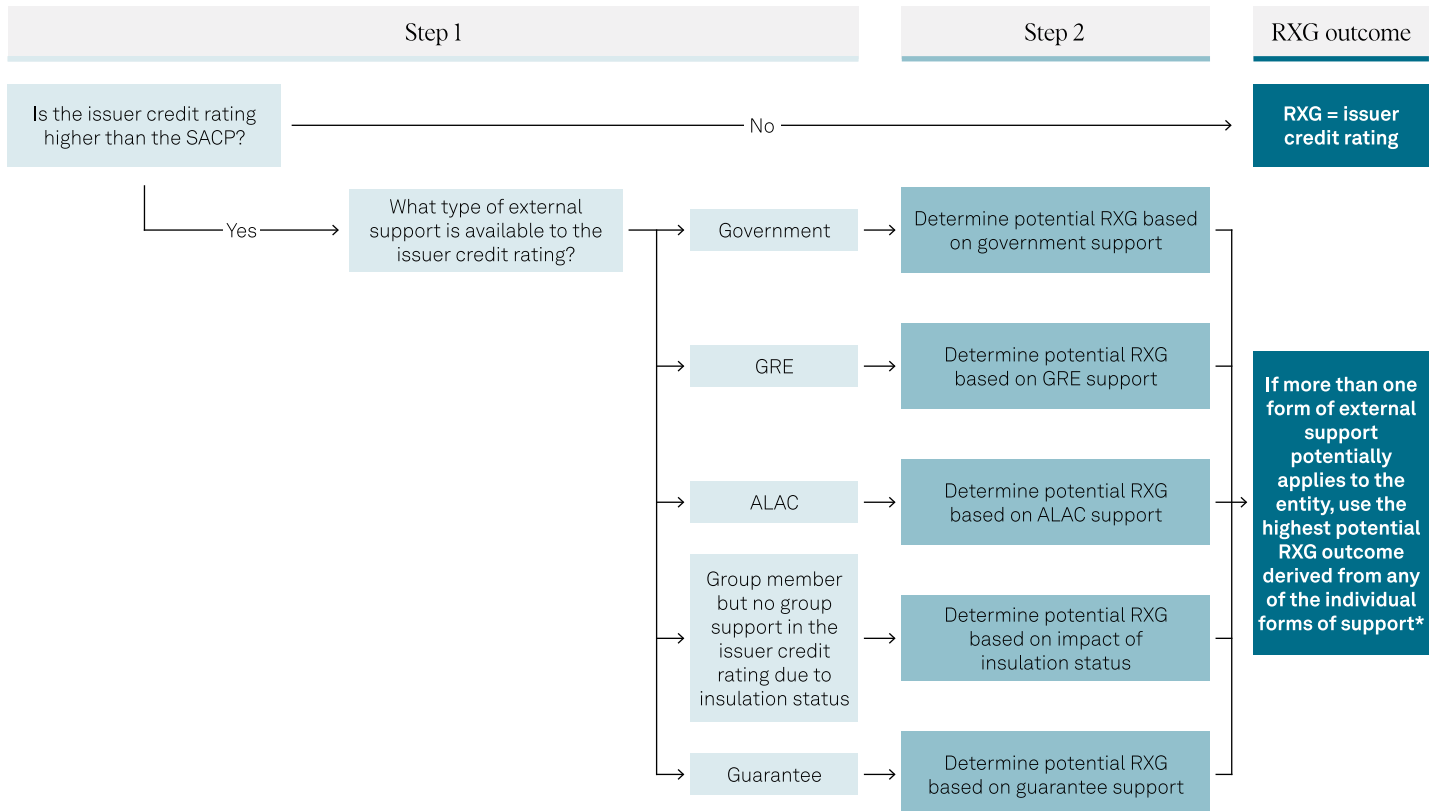 Step 1
Step 2
RXG outcome
Is the issuer credit rating
higher than the SACP?
No
RXG = issuer
credit rating
Yes
What type of external
support is available to the
issuer credit rating?
Government
Determine potential RXG based
on government support
GRE
Determine potential RXG
based on GRE support
ALAC
Determine potential RXG
based on ALAC support
Group member
but no group
support in the
issuer credit
rating due to
insulation status
Determine potential RXG
based on impact of
insulation status
Guarantee
Determine potential RXG
based on guarantee support
If more than one
form of external
support
potentially
applies to the
entity, use the
highest potential
RXG outcome
derived from any
of the individual
forms of support*